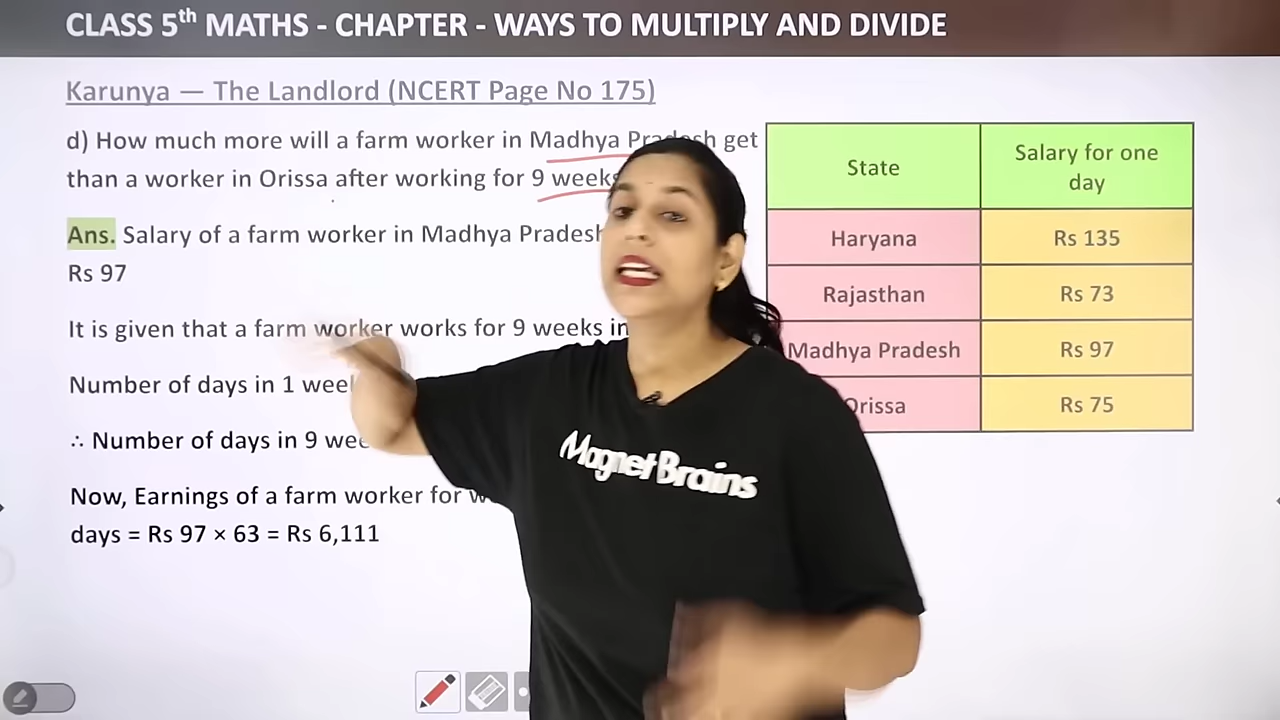 CLASS 5th MATHS - CHAPTER - WAYS TO MULTIPLY AND DIVIDE
Karunya — The Landlord (NCERT Page No 175)
d) How much more will a farm worker in Madhya Pradesh get
than a worker in Orissa after working for 9 weeks
Ans. Salary of a farm worker in Madhya Pradesh
Rs 97
It is given that a farm worker works for 9 weeks in
Number of days in 1
∴ Number of days in 9
Now, Earnings of a farm worker for
days = Rs 97 × 63 = Rs 6,111
State
Salary for one
day
Haryana
Rs 135
Rajasthan
Rs 73
Madhya Pradesh
Rs 97
Orissa
Rs 75
Magnet Brains